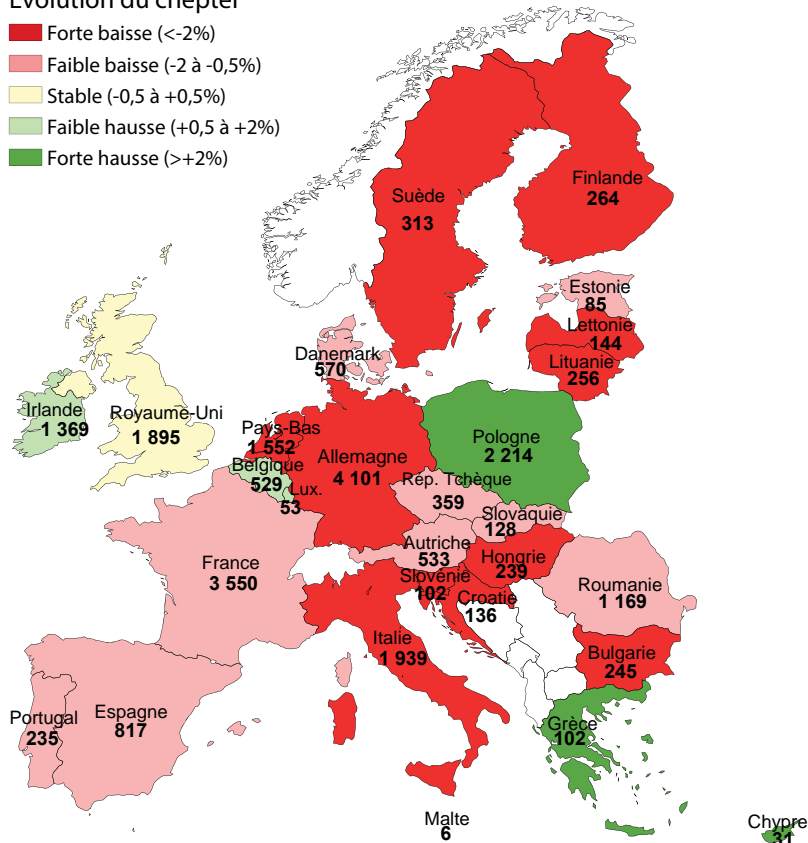 Evolution du cheptel
Forte baisse (<-2%)
Faible baisse (-2 à -0,5%)
Stable (-0,5 à +0,5%)
Faible hausse (+0,5 à +2%)
Forte hausse (>+2%)
Suède
313
Finlande
264
Estonie
85
Lettonie
144
Lituanie
256
Danemark
570
Irlande
1 369
Royaume-Uni
1 895
Pays-Bas
1 552
Belgique
529
Lux.
53
Allemagne
4 101
Pologne
2 214
Rép. Tchèque
359
Slovaquie
128
Autriche
533
Hongrie
239
Slovénie
102
Croatie
136
France
3 550
Roumanie
1 169
Italie
1 939
Bulgarie
245
Portugal
235
Espagne
817
Grèce
102
Malte
6
Chypre
31